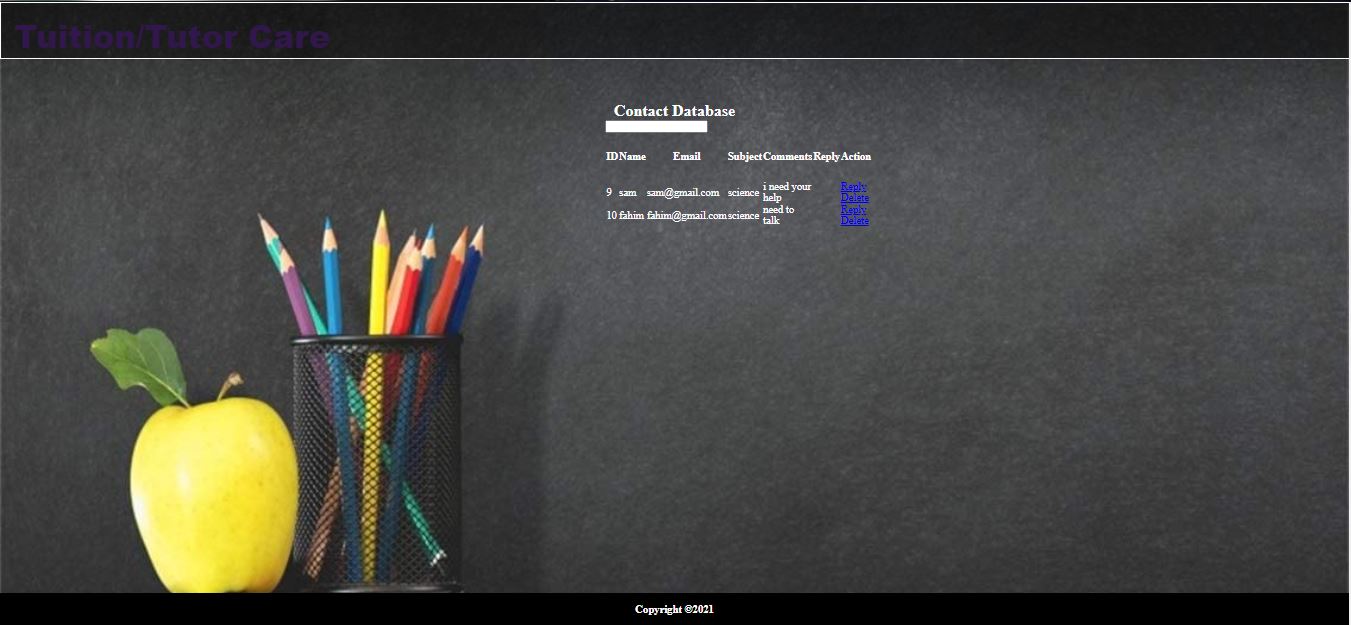 Tuition/Tutor Care
Contact Database
ID Name Email Subject Comments Reply Action
9 sam sam@gmail.com science i need your help Reply Delete
10 fahim fahim@gmail.com science need to talk Reply Delete
Copyright ©2021